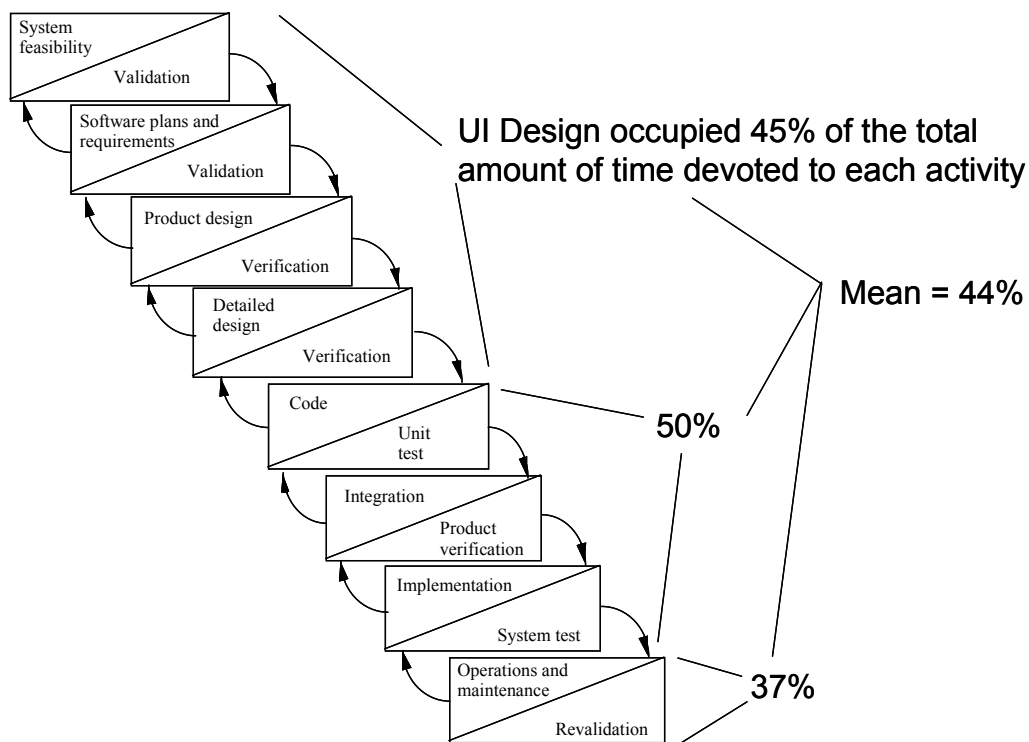 System
feasibility
Validation
Software plans and
requirements
Validation
Product design
Verification
Detailed
design
Verification
Code
Unit
test
Integration
Product
verification
Implementation
System test
Operations and
maintenance
Revalidation
UI Design occupied 45% of the total
amount of time devoted to each activity
Mean = 44%
50%
37%